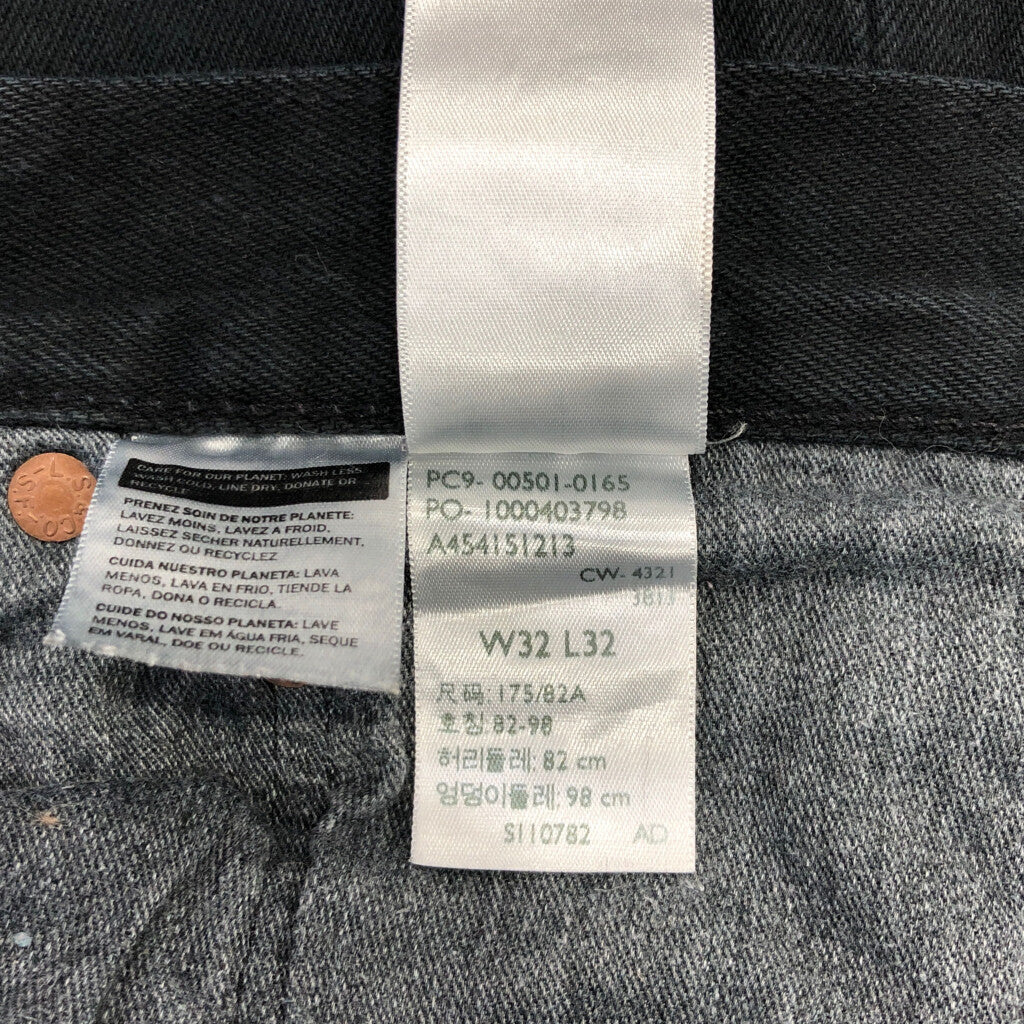 CARE FOR OUR PLANET: WASH LESS,
WASH COLD, LINE DRY, DONATE OR
RECYCLE
PRENEZ SOIN DE NOTRE PLANETE:
LAVEZ MOINS, LAVEZ A FROID,
LAISSEZ SECHER NATURELLEMENT,
DONNEZ OU RECYCLEZ
CUIDA NUESTRO PLANETA: LAVA
MENOS, LAVA EN FRIO, TIENDE LA
ROPA, DONA O RECICLA.
CUIDE DO NOSSO PLANETA: LAVE
MENOS, LAVE EM ÁGUA FRIA, SEQUE
EM VARAL, DOE OU RECICLE.
PC9- 00501-0165
PO- 1000403798
A454151213
CW- 4321
W32 L32
尺码: 175/82A
호칭: 82-98
허리둘레: 82 cm
엉덩이둘레: 98 cm
S110782 AD